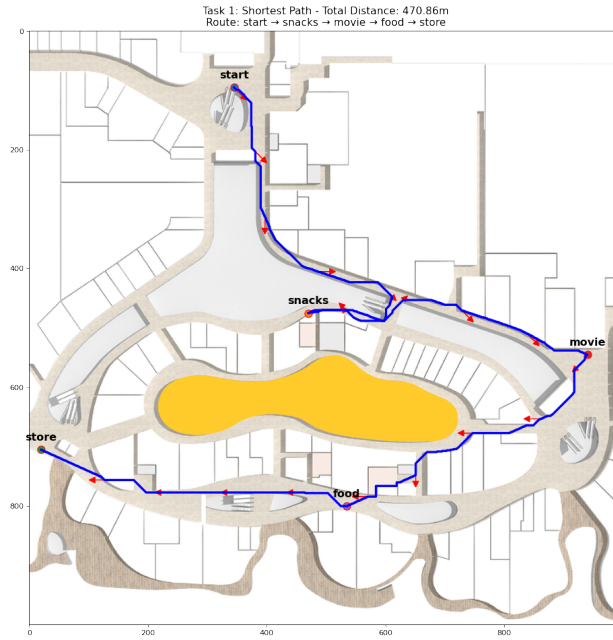 Task 1: Shortest Path - Total Distance: 470.86m
Route: start → snacks → movie → food → store
0
start
200
400
snacks
movie
600
store
food
800
0 200 400 600 800